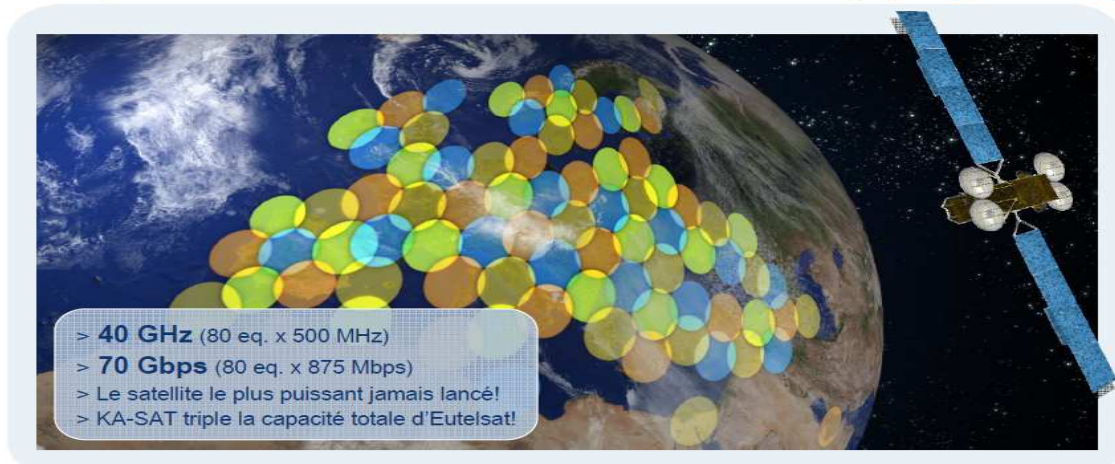 > 40 GHz (80 eq. x 500 MHz)
> 70 Gbps (80 eq. x 875 Mbps)
> Le satellite le plus puissant jamais lancé!
> KA-SAT triple la capacité totale d'Eutelsat!